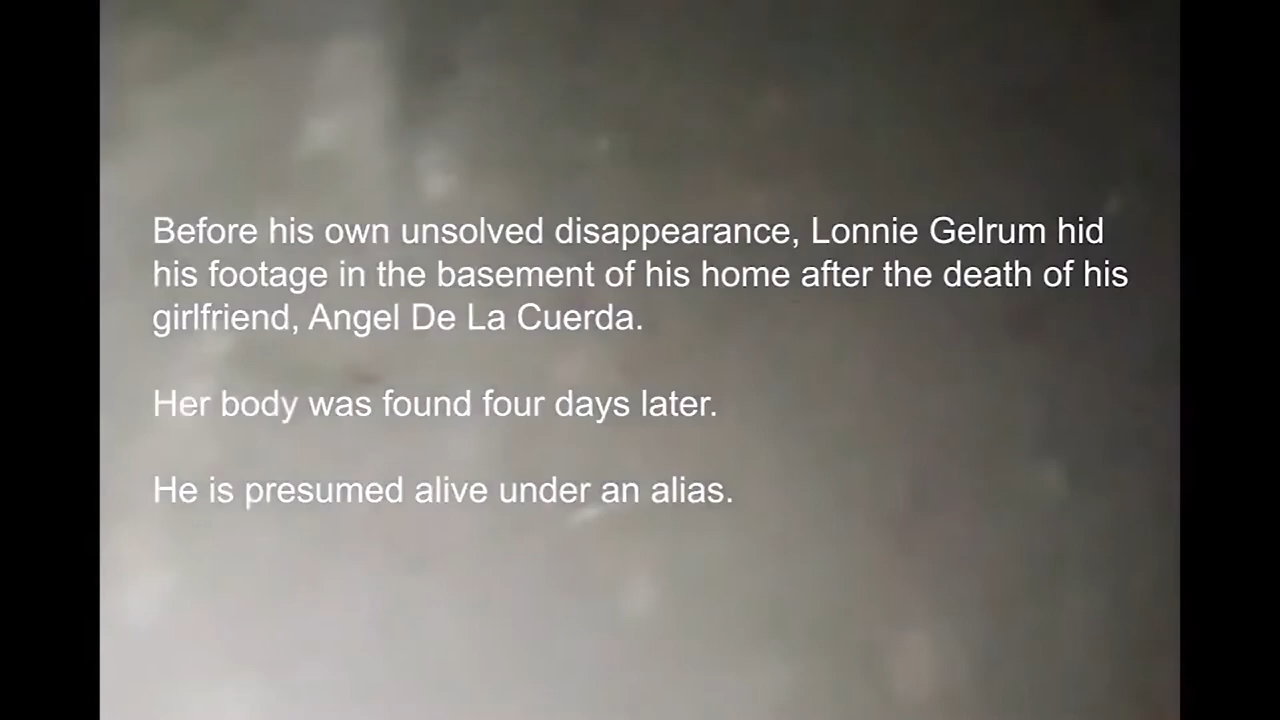 Before his own unsolved disappearance, Lonnie Gelrum hid
his footage in the basement of his home after the death of his
girlfriend, Angel De La Cuerda.
Her body was found four days later.
He is presumed alive under an alias.